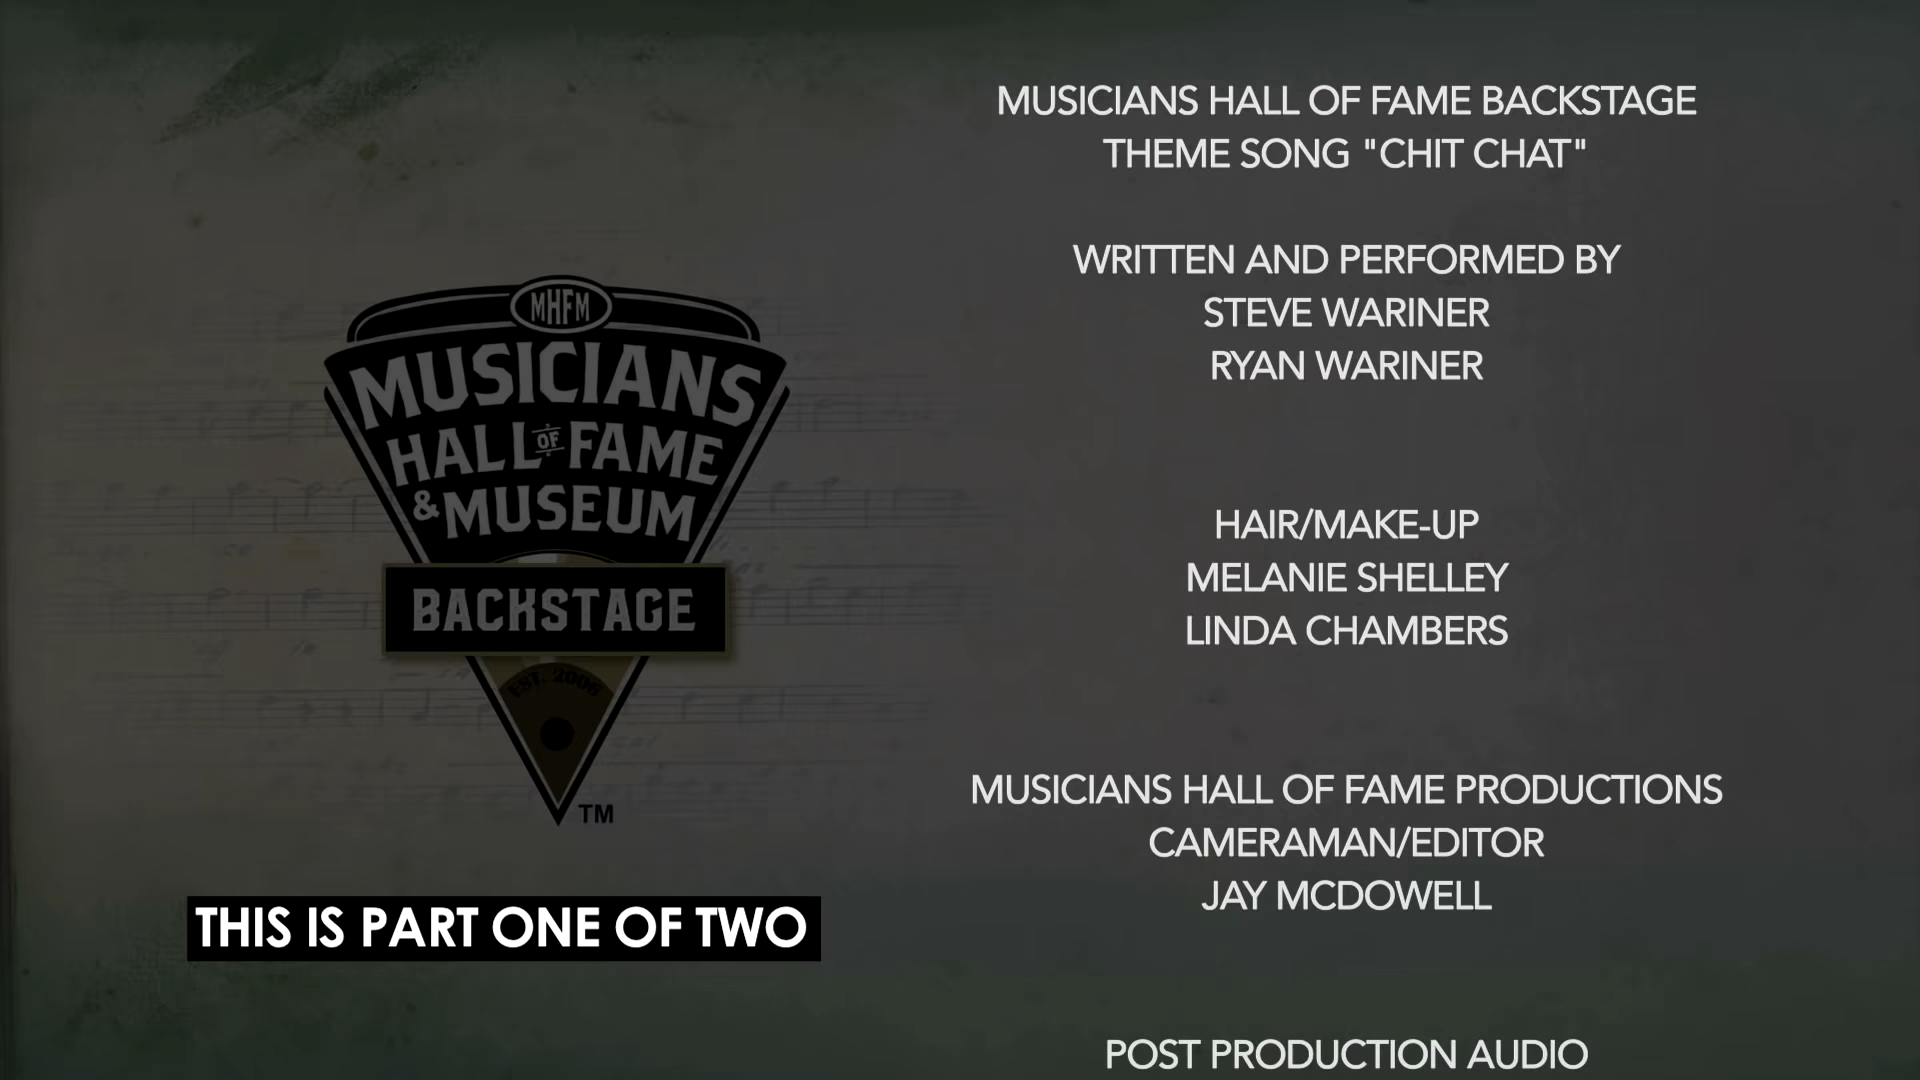 MHFM
MUSICIANS
HALL OF FAME
& MUSEUM
BACKSTAGE
EST. 2006
TM
THIS IS PART ONE OF TWO
MUSICIANS HALL OF FAME BACKSTAGE
THEME SONG "CHIT CHAT"
WRITTEN AND PERFORMED BY
STEVE WARINER
RYAN WARINER
HAIR/MAKE-UP
MELANIE SHELLEY
LINDA CHAMBERS
MUSICIANS HALL OF FAME PRODUCTIONS
CAMERAMAN/EDITOR
JAY MCDOWELL
POST PRODUCTION AUDIO